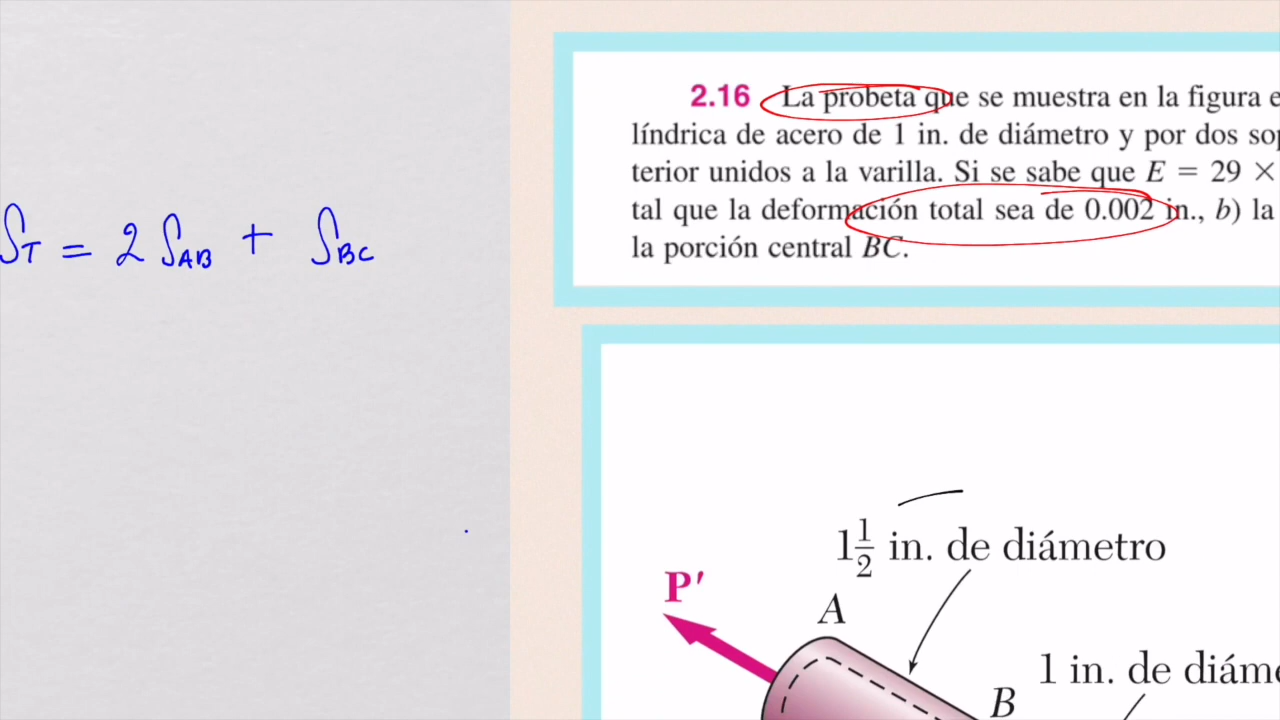 δT = 2 δAB + δBC
2.16 La probeta que se muestra en la figura e
líndrica de acero de 1 in. de diámetro y por dos sop
terior unidos a la varilla. Si se sabe que E = 29 ×
tal que la deformación total sea de 0.002 in., b) la
la porción central BC.
1 1/2 in. de diámetro
P′
A
1 in. de diáme
B